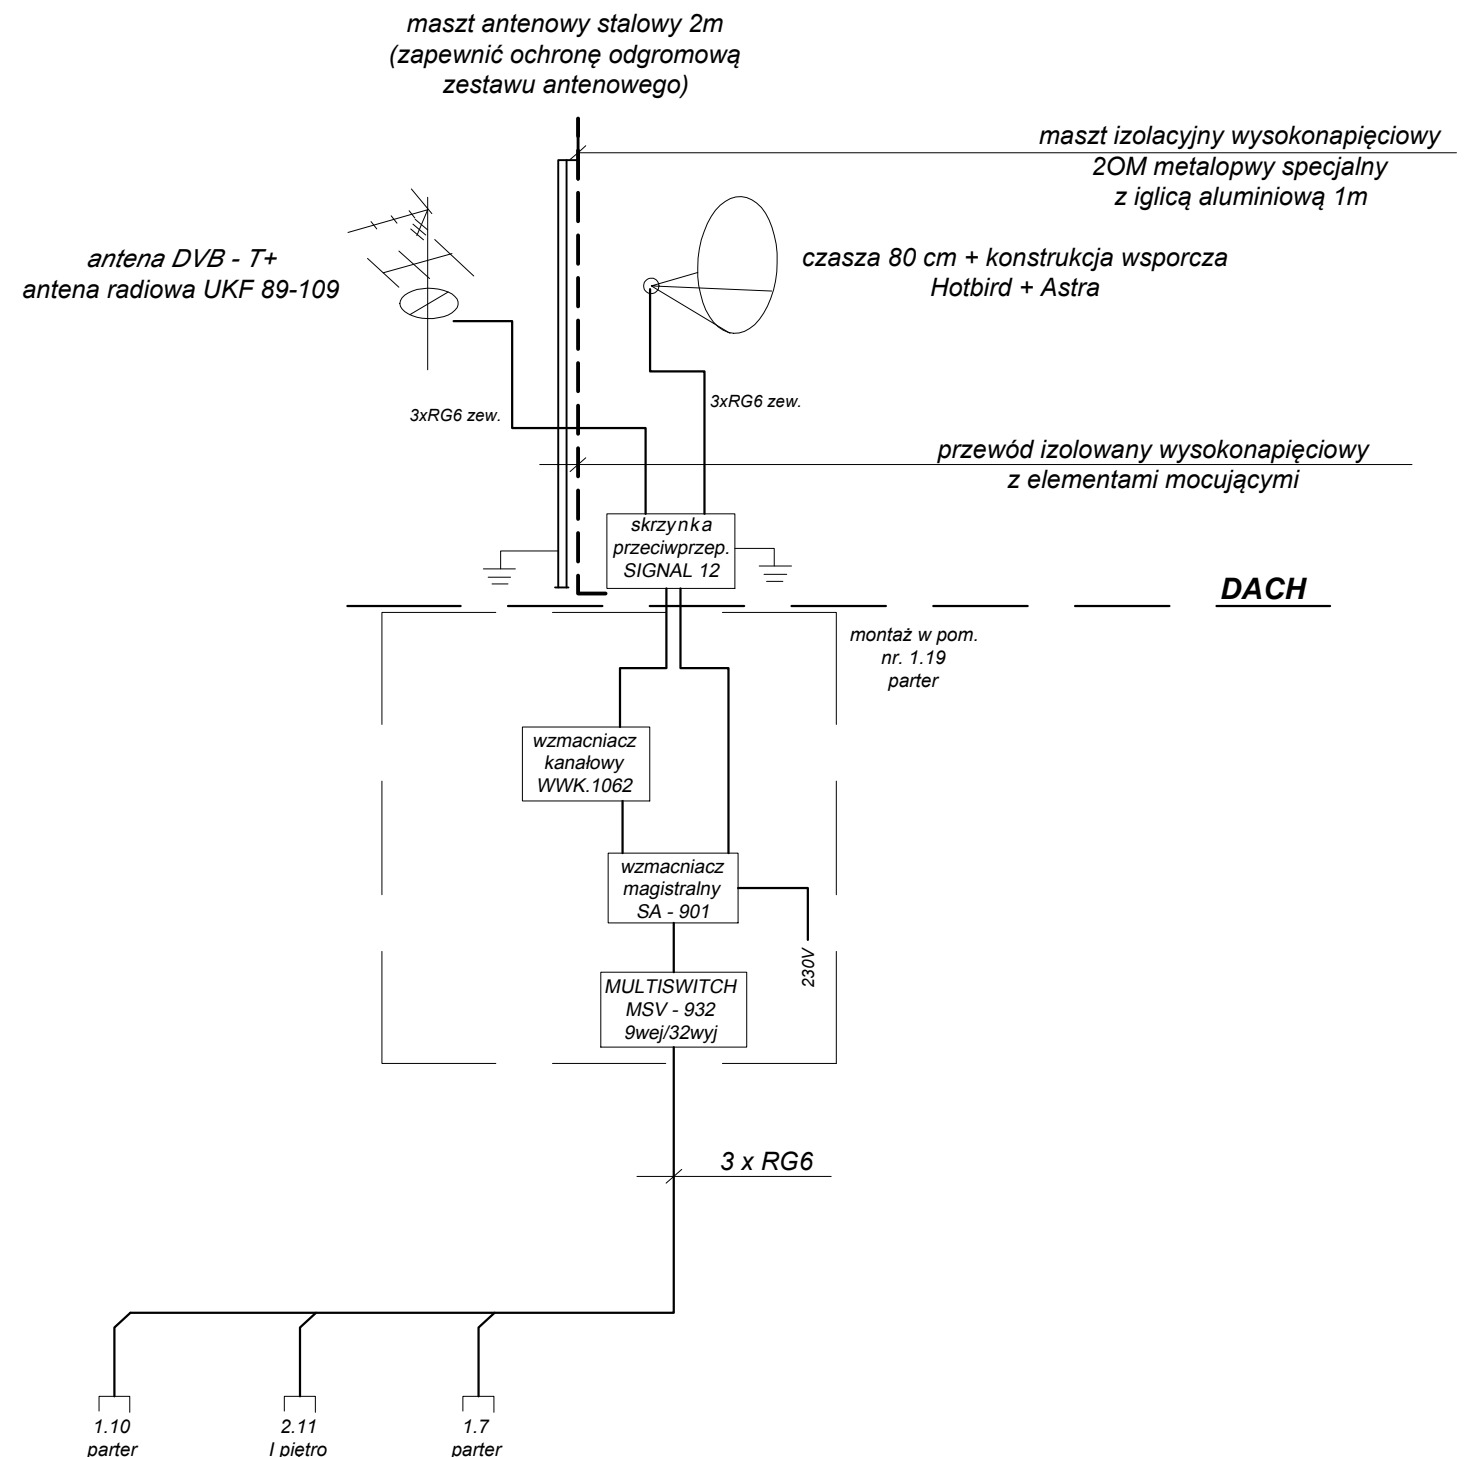 maszt antenowy stalowy 2m
(zapewnić ochronę odgromową
zestawu antenowego)
maszt izolacyjny wysokonapięciowy
2OM metalopwy specjalny
z iglicą aluminiową 1m
antena DVB - T+
antena radiowa UKF 89-109
czasza 80 cm + konstrukcja wsporcza
Hotbird + Astra
3xRG6 zew.
3xRG6 zew.
przewód izolowany wysokonapięciowy
z elementami mocującymi
skrzynka
przeciwprzep.
SIGNAL 12
DACH
montaż w pom.
nr. 1.19
parter
wzmacniacz
kanałowy
WWK.1062
wzmacniacz
magistralny
SA - 901
230V
MULTISWITCH
MSV - 932
9wej/32wyj
3 x RG6
1.10
parter
2.11
I piętro
1.7
parter